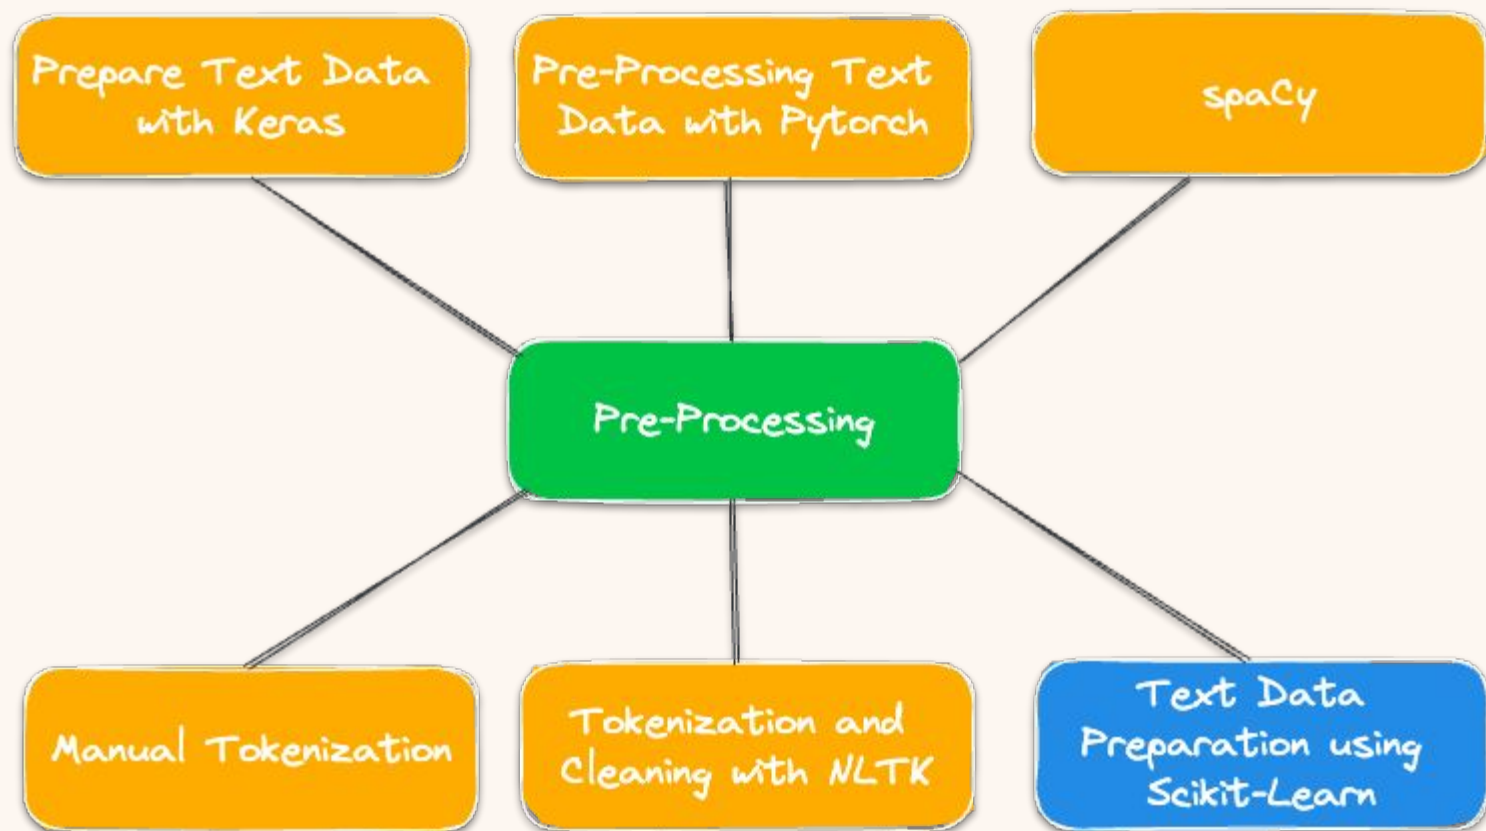 Prepare Text Data
with Keras
Pre-Processing Text
Data with Pytorch
spaCy
Pre-Processing
Manual Tokenization
Tokenization and
Cleaning with NLTK
Text Data
Preparation using
Scikit-Learn